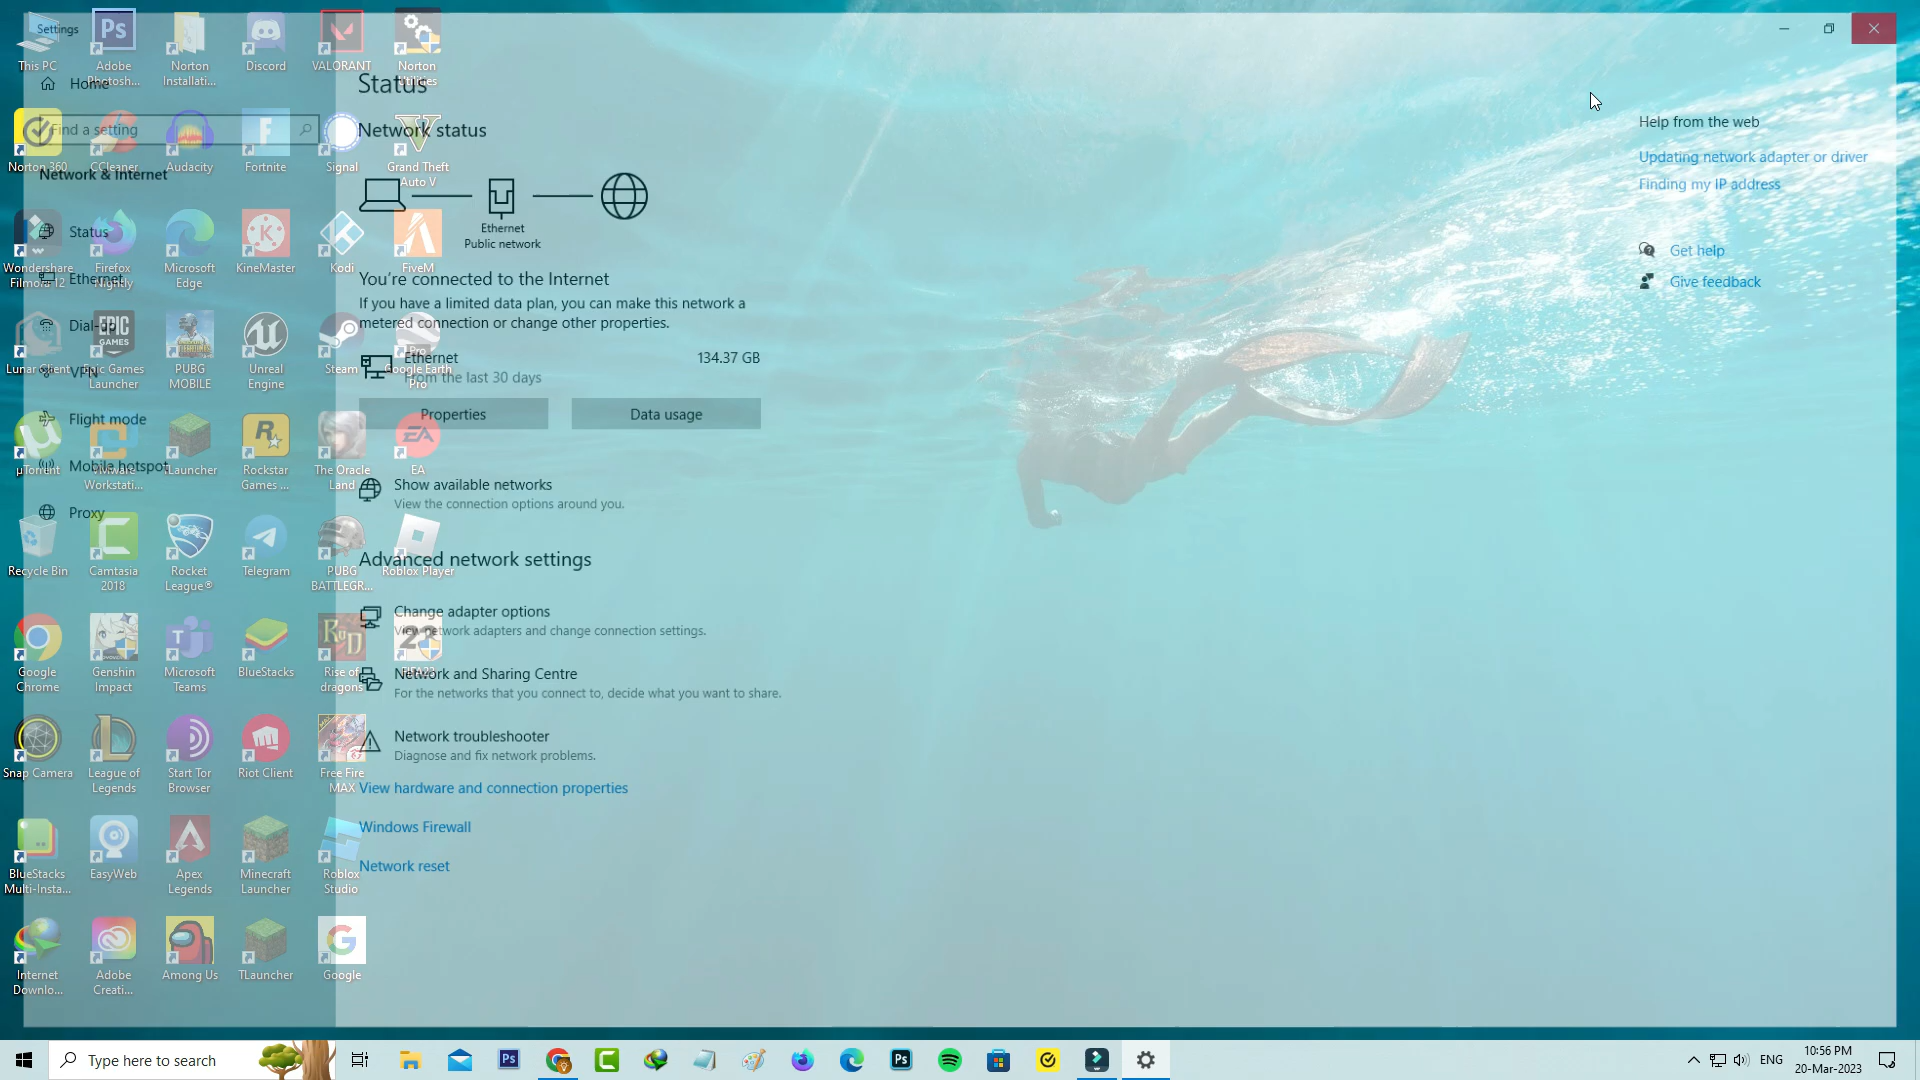 Settings
Home
Find a setting
Network & Internet
Status
Ethernet
Dial-up
VPN
Flight mode
Mobile hotspot
Proxy
Status
Network status
Ethernet
Public network
You're connected to the Internet
If you have a limited data plan, you can make this network a
metered connection or change other properties.
Ethernet
From the last 30 days
134.37 GB
Properties
Data usage
Show available networks
View the connection options around you.
Advanced network settings
Change adapter options
View network adapters and change connection settings.
Network and Sharing Centre
For the networks that you connect to, decide what you want to share.
Network troubleshooter
Diagnose and fix network problems.
View hardware and connection properties
Windows Firewall
Network reset
Help from the web
Updating network adapter or driver
Finding my IP address
Get help
Give feedback
This PC
Adobe
Photosh...
Norton
Installati...
Discord
VALORANT
Norton
Utilities
Norton 360
CCleaner
Audacity
Fortnite
Signal
Grand Theft
Auto V
Wondershare
Filmora 12
Firefox
Nightly
Microsoft
Edge
KineMaster
Kodi
FiveM
Lunar Client
Epic Games
Launcher
PUBG
MOBILE
Unreal
Engine
Steam
Google Earth
Pro
µTorrent
VMware
Workstati...
TLauncher
Rockstar
Games ...
The Oracle
Land
EA
Recycle Bin
Camtasia
2018
Rocket
League®
Telegram
PUBG
BATTLEGR...
Roblox Player
Google
Chrome
Genshin
Impact
Microsoft
Teams
BlueStacks
Rise of
dragons
FIFA23
Snap Camera
League of
Legends
Start Tor
Browser
Riot Client
Free Fire
MAX
BlueStacks
Multi-Insta...
EasyWeb
Apex
Legends
Minecraft
Launcher
Roblox
Studio
Internet
Downlo...
Adobe
Creati...
Among Us
TLauncher
Google
Type here to search
ENG
10:56 PM
20-Mar-2023